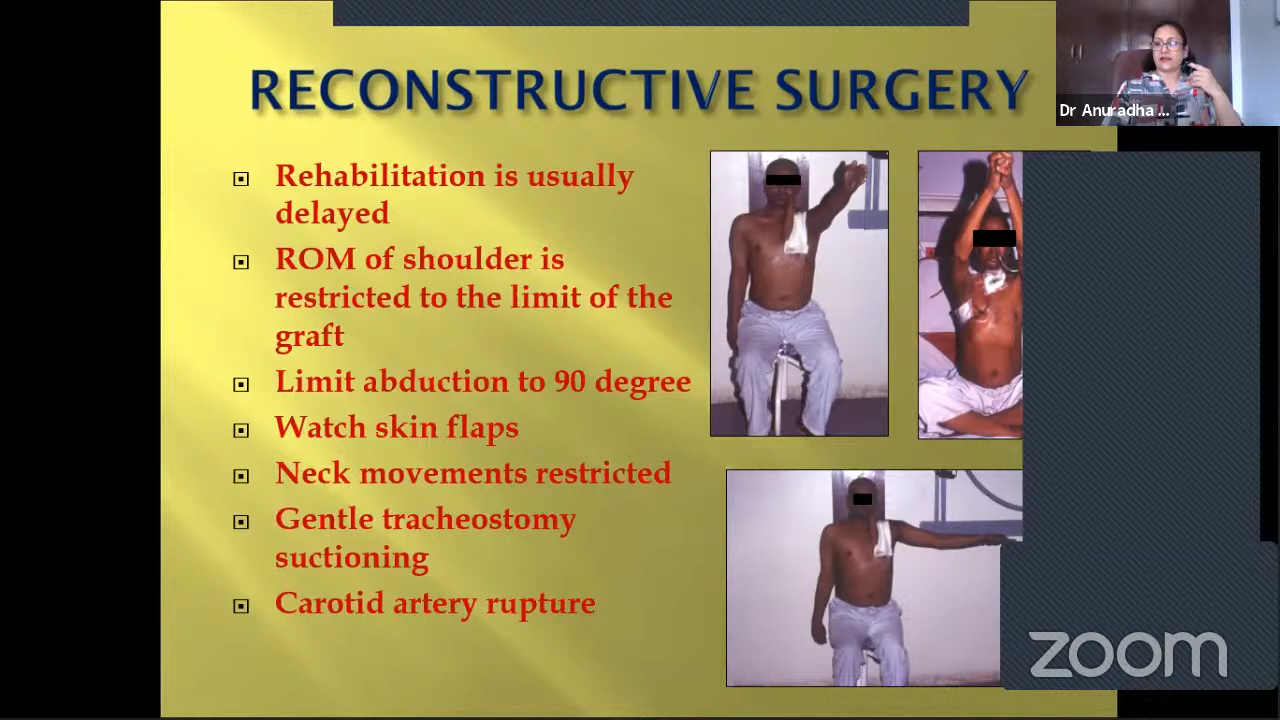 RECONSTRUCTIVE SURGERY
Rehabilitation is usually
delayed
ROM of shoulder is
restricted to the limit of the
graft
Limit abduction to 90 degree
Watch skin flaps
Neck movements restricted
Gentle tracheostomy
suctioning
Carotid artery rupture
Dr Anuradha ...
zoom